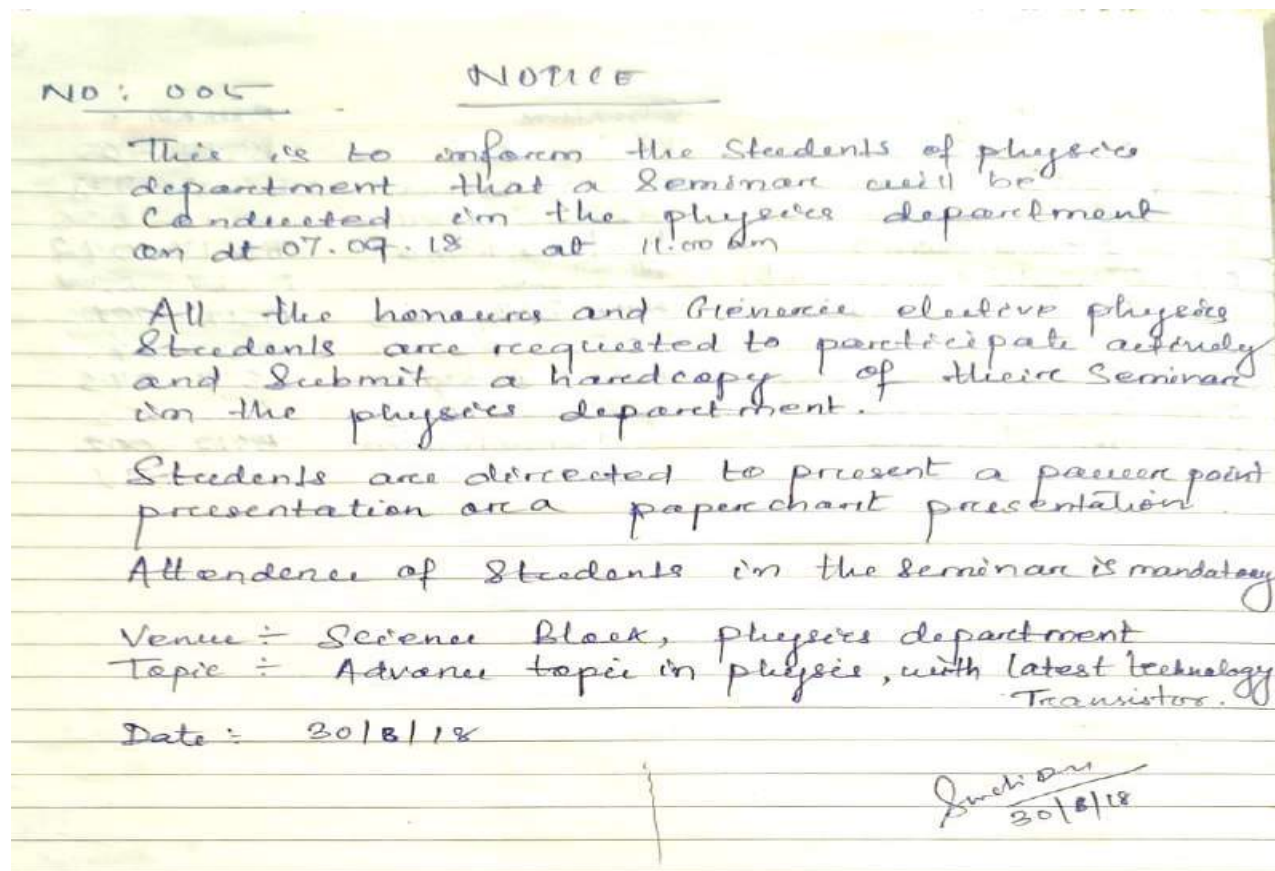 NOTICE
NO: 005
This is to inform the Students of physics
department that a Seminar will be
Conducted in the physics department
on dt 07.09.18 at 11.00 Am
All the honours and Generic elective physics
Students are requested to participate actively
and Submit a hardcopy of their Seminar
in the physics department.
Students are directed to present a power point
presentation or a paper chart presentation.
Attendence of Students in the Seminar is mandatory
Venue :- Science Block, physics department
Topic :- Advance topic in physics, with latest technology
Transistor.
Date :- 30/8/18
30/8/18